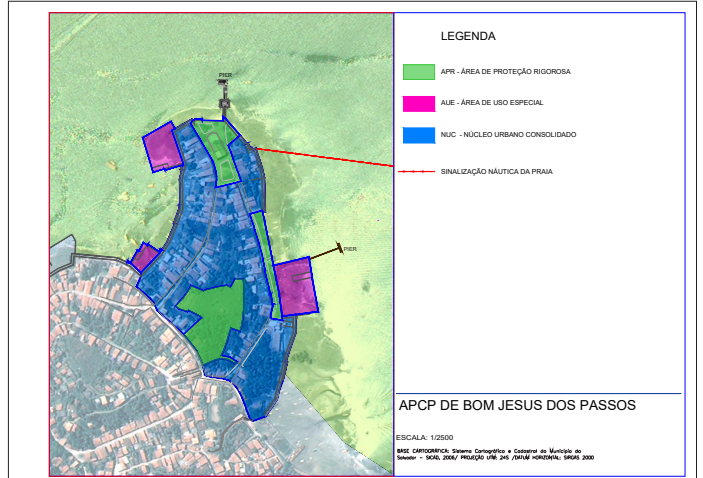 LEGENDA
PIER
APR - ÁREA DE PROTEÇÃO RIGOROSA
AUE - ÁREA DE USO ESPECIAL
NUC - NÚCLEO URBANO CONSOLIDADO
SINALIZAÇÃO NÁUTICA DA PRAIA
PIER
APCP DE BOM JESUS DOS PASSOS
ESCALA: 1/2500
BASE CARTOGRÁFICA: Sistema Cartográfico e Cadastral do Município do
Salvador - SICAD, 2006/ PROJEÇÃO UTM 24S /DATUM HORIZONTAL: SIRGAS 2000